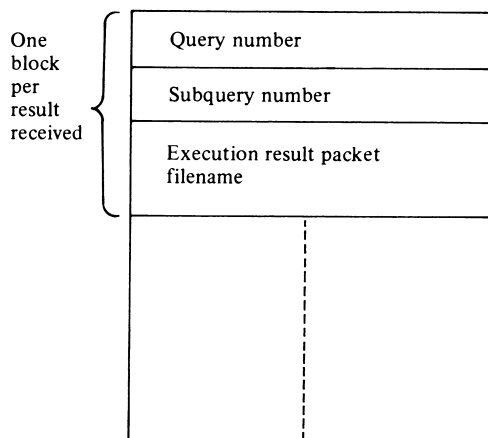 One
block
per
result
received
Query number
Subquery number
Execution result packet
filename